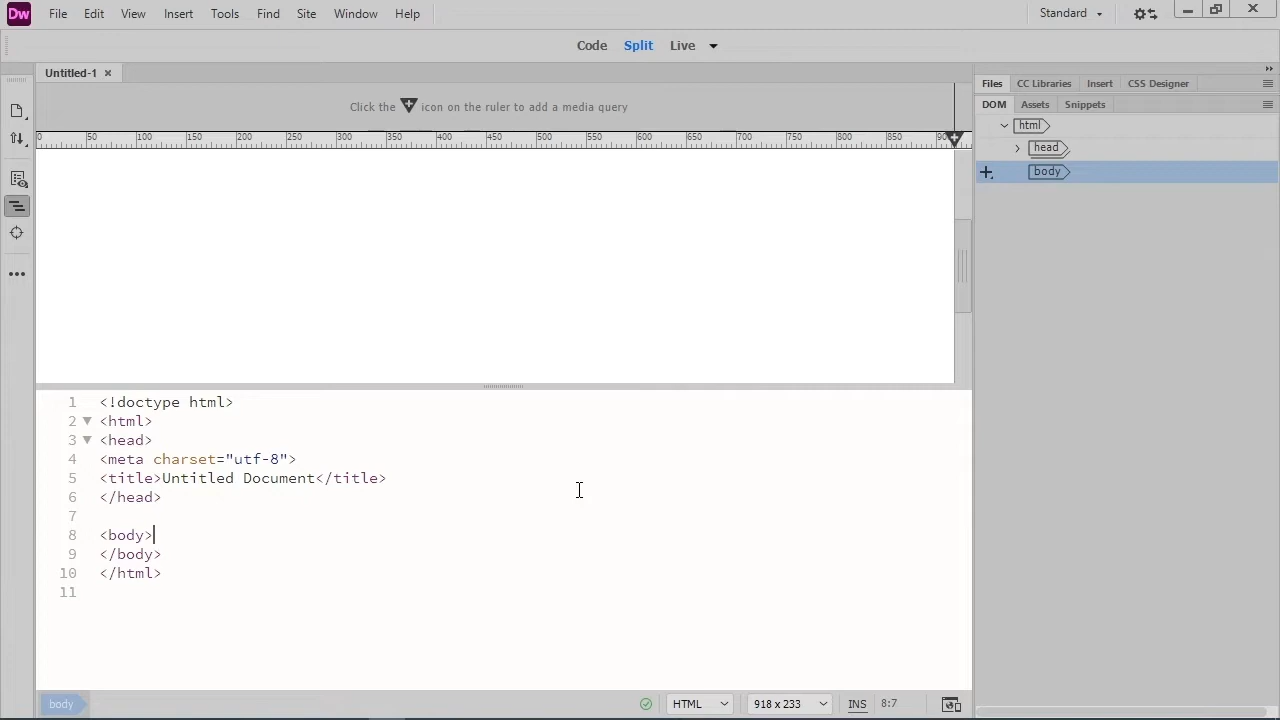 Dw File Edit View Insert Tools Find Site Window Help Standard
Code Split Live
Untitled-1
Click the icon on the ruler to add a media query
0 50 100 150 200 250 300 350 400 450 500 550 600 650 700 750 800 850 900
1 <!doctype html>
2 <html>
3 <head>
4 <meta charset="utf-8">
5 <title>Untitled Document</title>
6 </head>
7
8 <body>
9 </body>
10 </html>
11
body HTML 918 x 233 INS 8:7
Files CC Libraries Insert CSS Designer
DOM Assets Snippets
html
head
body